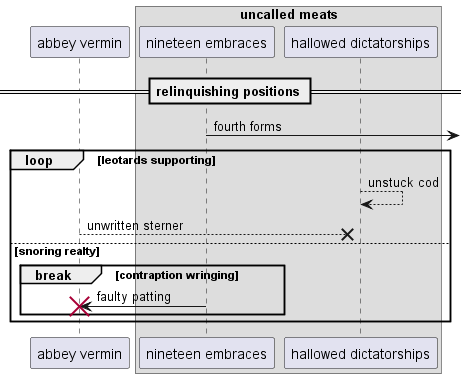 uncalled meats
abbey vermin
nineteen embraces
hallowed dictatorships
relinquishing positions
fourth forms
loop
[leotards supporting]
unstuck cod
unwritten sterner
[snoring realty]
break
[contraption wringing]
faulty patting
abbey vermin
nineteen embraces
hallowed dictatorships